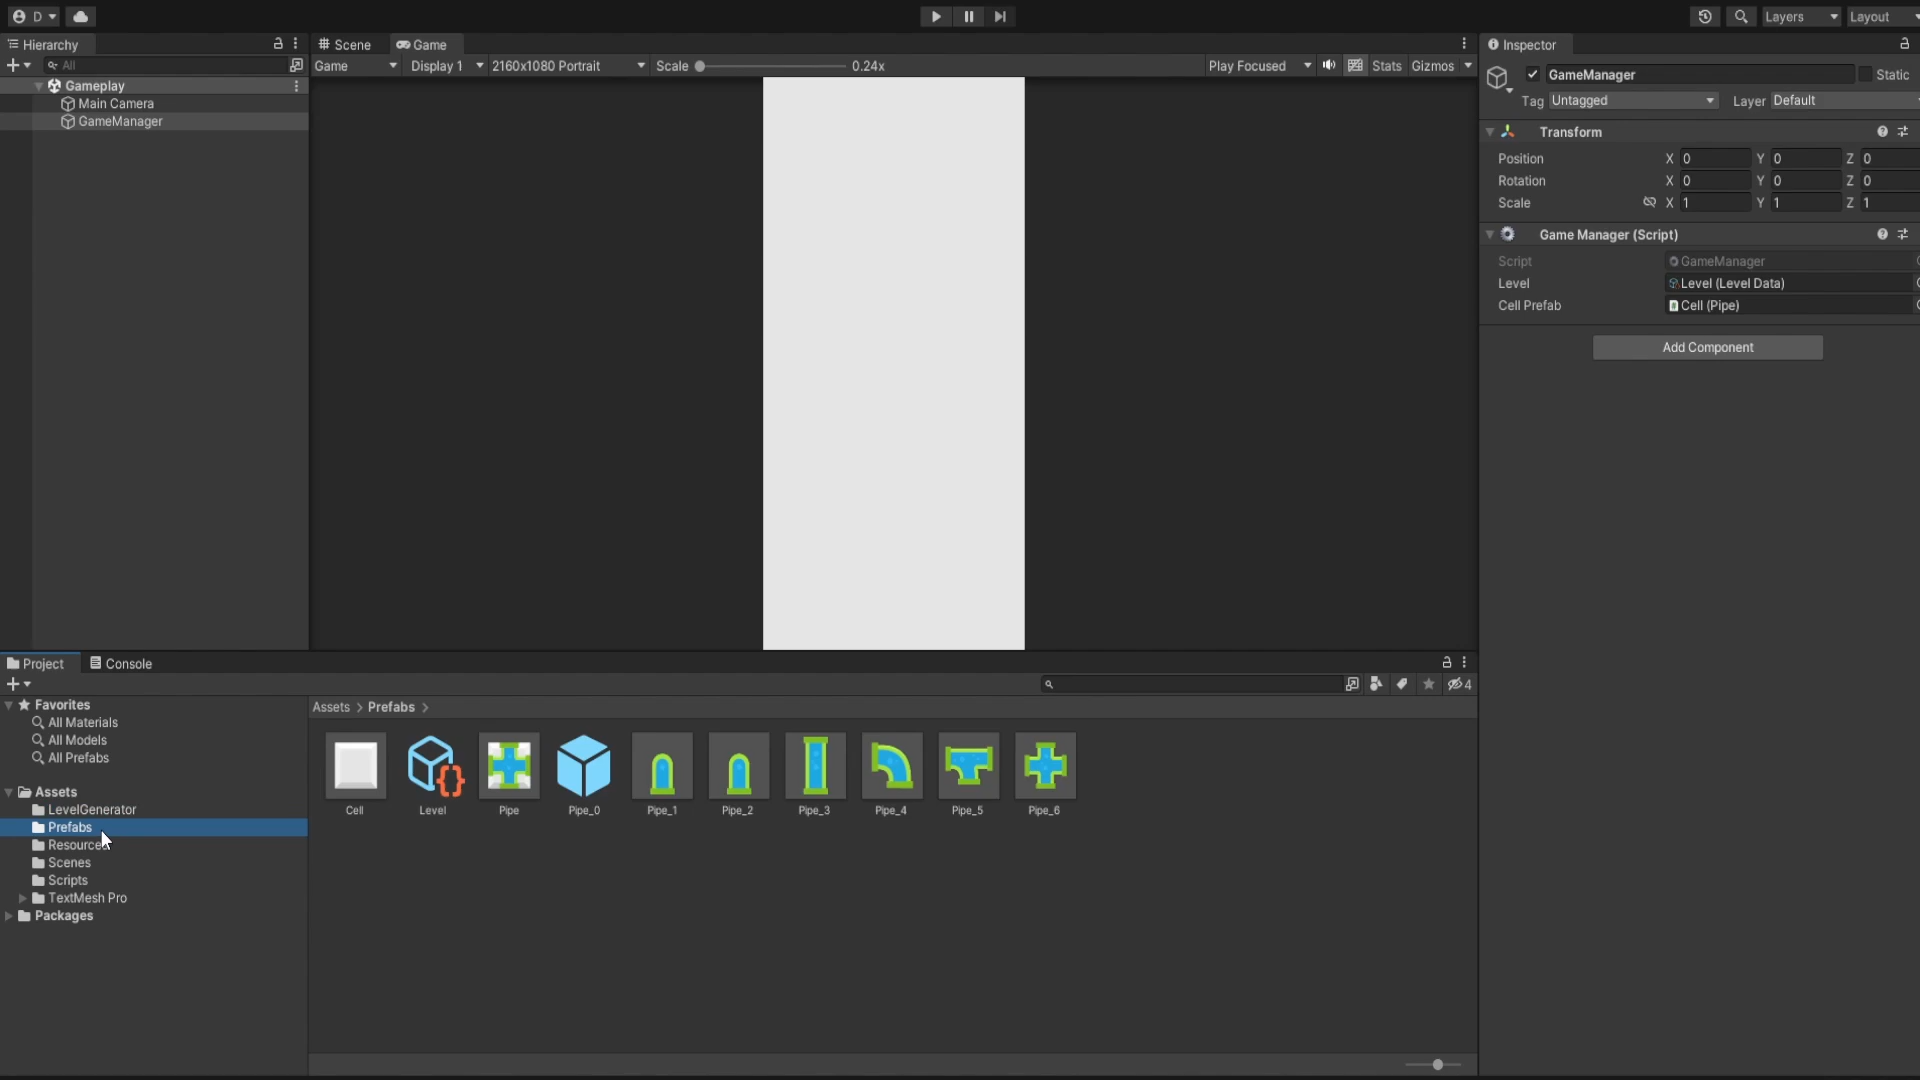 D
Layers
Layout
Hierarchy
Scene
Game
Inspector
All
Game
Display 1
2160x1080 Portrait
Scale
0.24x
Play Focused
Stats
Gizmos
GameManager
Static
Gameplay
Tag
Untagged
Layer
Default
Main Camera
GameManager
Transform
Position
X 0
Y 0
Z 0
Rotation
X 0
Y 0
Z 0
Scale
X 1
Y 1
Z 1
Game Manager (Script)
Script
GameManager
Level
Level (Level Data)
Cell Prefab
Cell (Pipe)
Add Component
Project
Console
4
Favorites
All Materials
All Models
All Prefabs
Assets
LevelGenerator
Prefabs
Resources
Scenes
Scripts
TextMesh Pro
Packages
Assets > Prefabs >
Cell
Level
Pipe
Pipe_0
Pipe_1
Pipe_2
Pipe_3
Pipe_4
Pipe_5
Pipe_6